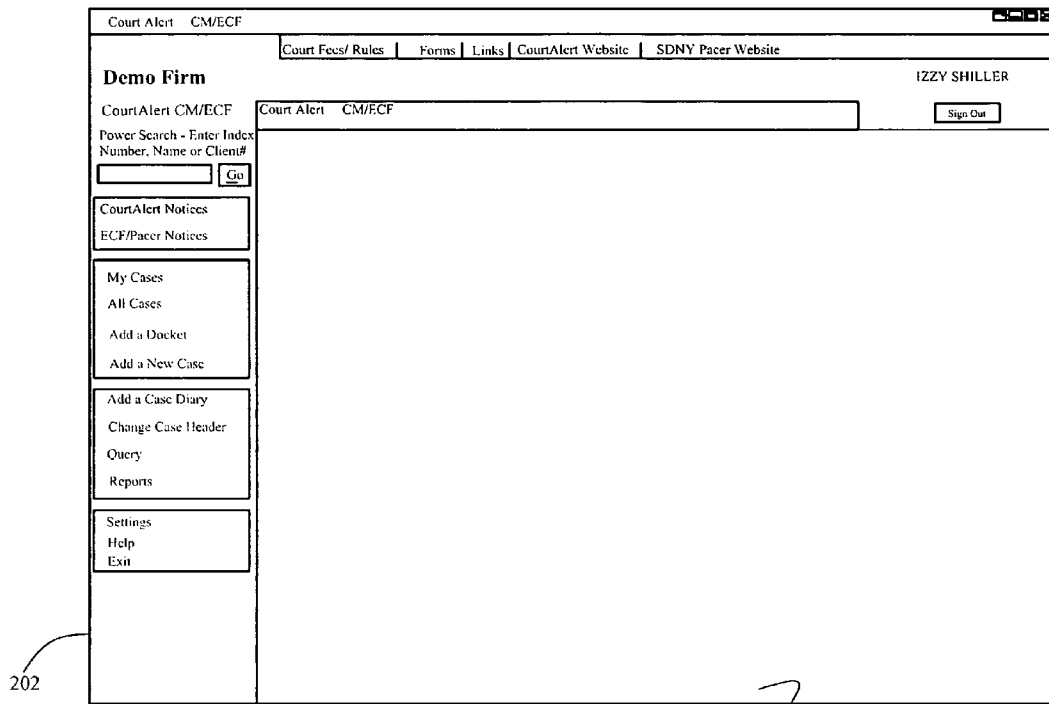 Court Alert CM/ECF
Court Fees/ Rules | Forms | Links | CourtAlert Website | SDNY Pacer Website
Demo Firm
IZZY SHILLER
CourtAlert CM/ECF
Court Alert CM/ECF
Sign Out
Power Search - Enter Index
Number, Name or Client#
Go
CourtAlert Notices
ECF/Pacer Notices
My Cases
All Cases
Add a Docket
Add a New Case
Add a Case Diary
Change Case Header
Query
Reports
Settings
Help
Exit
202